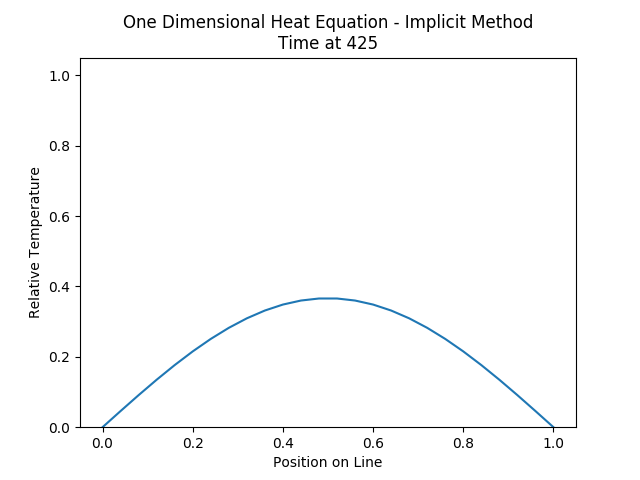 One Dimensional Heat Equation - Implicit Method
Time at 425
1.0
0.8
0.6
0.4
0.2
0.0
Relative Temperature
0.0 0.2 0.4 0.6 0.8 1.0
Position on Line